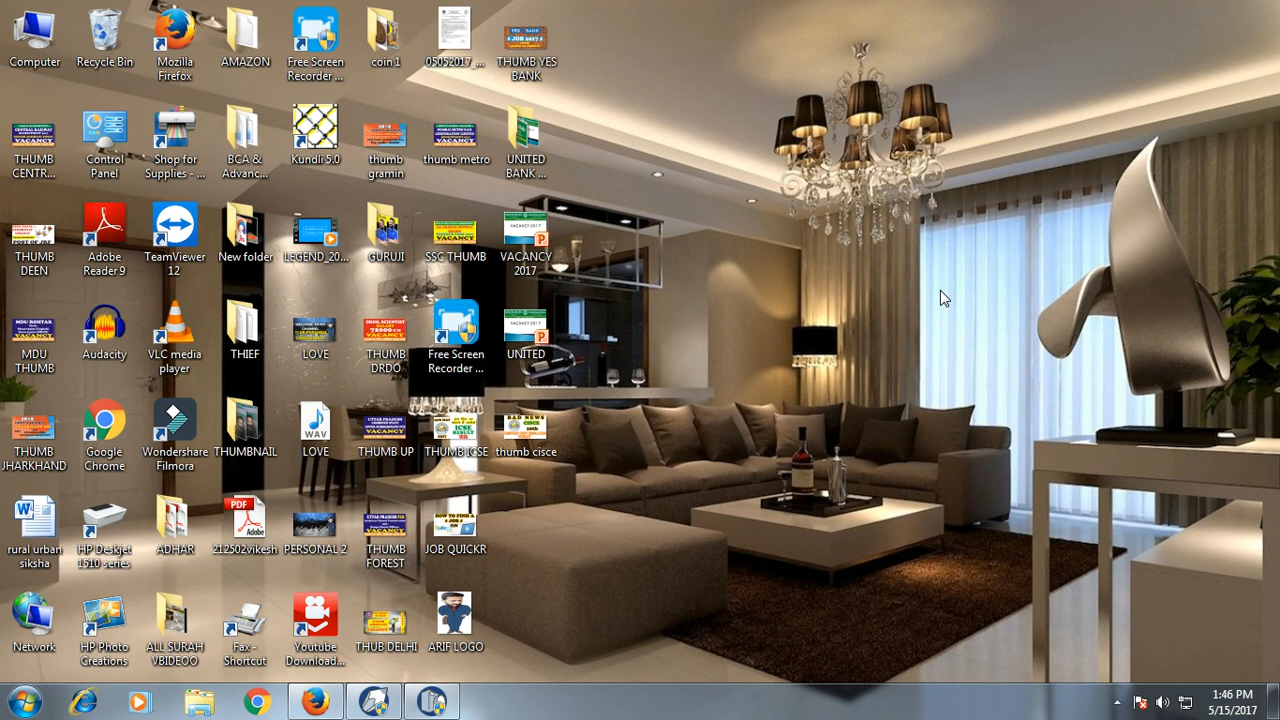 Computer
Recycle Bin
Mozilla
Firefox
AMAZON
Free Screen
Recorder ...
coin 1
05052017_...
THUMB YES
BANK
THUMB
CENTR...
Control
Panel
Shop for
Supplies - ...
BCA &
Advanc...
Kundli 5.0
thumb
gramin
thumb metro
UNITED
BANK ...
THUMB
DEEN
Adobe
Reader 9
TeamViewer
12
New folder
LEGEND_20...
GURUJI
SSC THUMB
VACANCY
2017
MDU
THUMB
Audacity
VLC media
player
THIEF
LOVE
THUMB
DRDO
Free Screen
Recorder ...
UNITED
THUMB
JHARKHAND
Google
Chrome
Wondershare
Filmora
THUMBNAIL
WAV
LOVE
THUMB UP
THUMB ICSE
thumb cisce
rural urban
siksha
HP Deskjet
1510 series
ADHAR
PDF
Adobe
212502vikesh
PERSONAL 2
THUMB
FOREST
JOB QUICKR
Network
HP Photo
Creations
ALL SURAH
VBIDEOO
Fax -
Shortcut
Youtube
Download...
THUB DELHI
ARIF LOGO
1:46 PM
5/15/2017